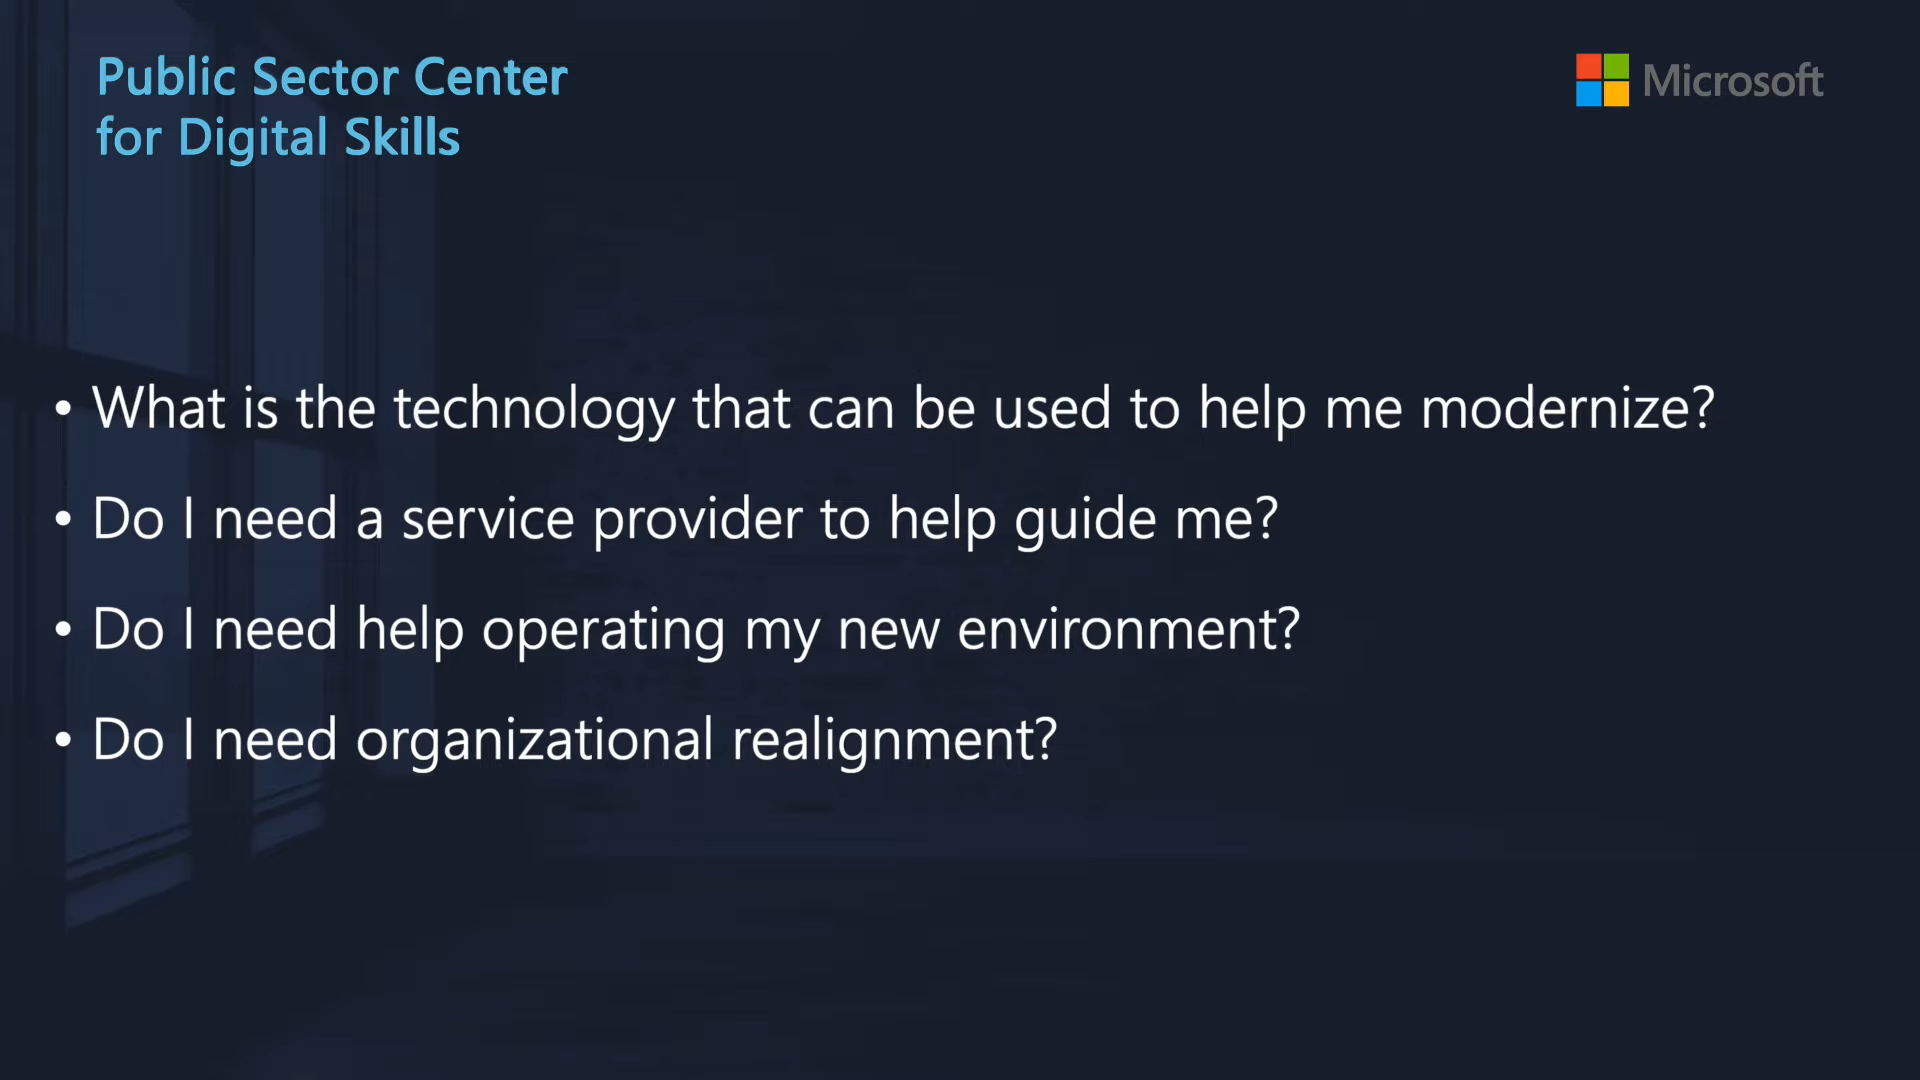 Public Sector Center
for Digital Skills
Microsoft
• What is the technology that can be used to help me modernize?
• Do I need a service provider to help guide me?
• Do I need help operating my new environment?
• Do I need organizational realignment?